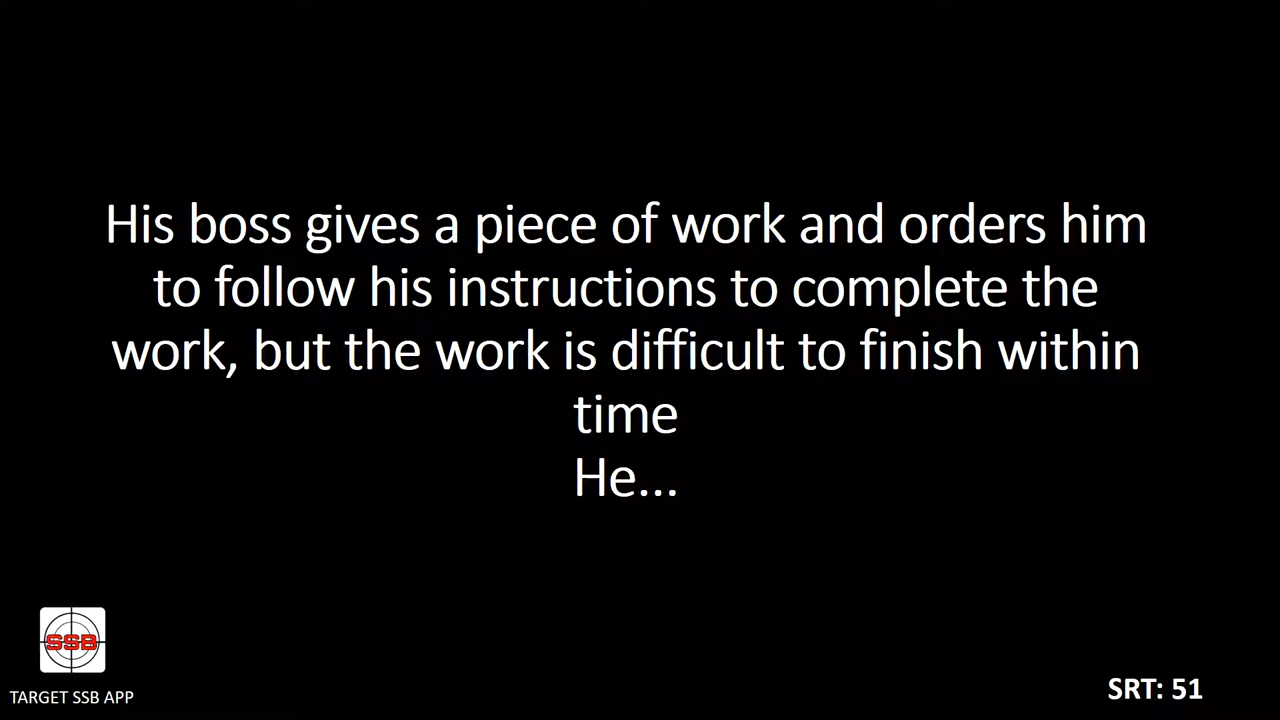 His boss gives a piece of work and orders him
to follow his instructions to complete the
work, but the work is difficult to finish within
time
He...
SSB
TARGET SSB APP
SRT: 51